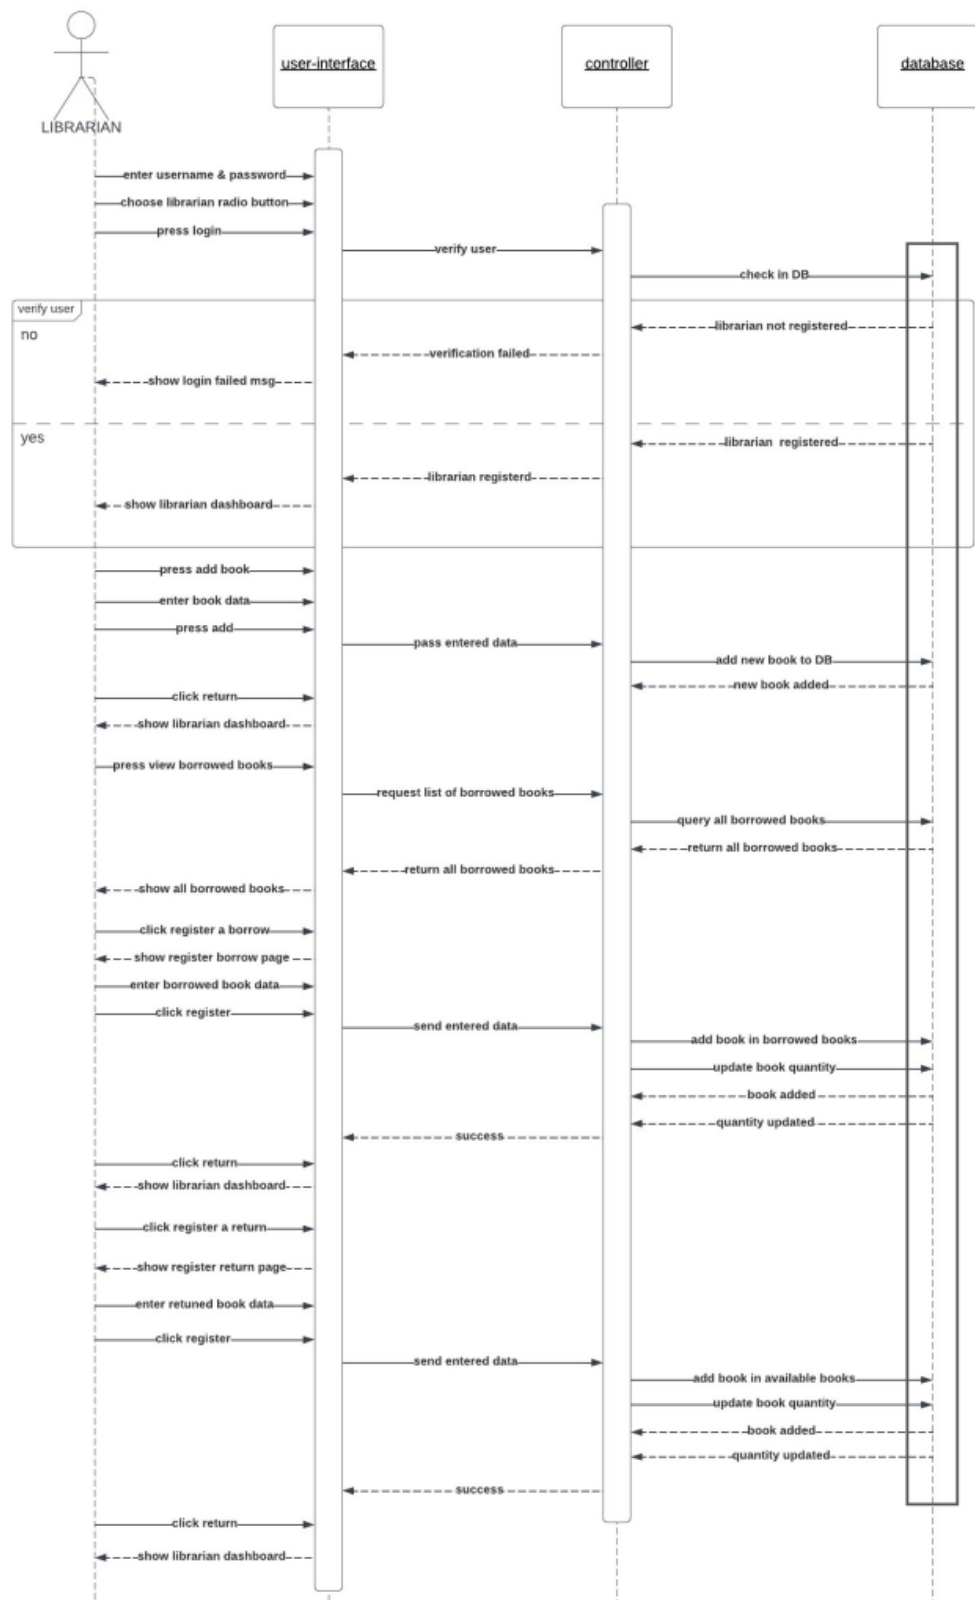 user-interface
controller
database
LIBRARIAN
enter username & password
choose librarian radio button
press login
verify user
check in DB
verify user
no
librarian not registered
verification failed
show login failed msg
yes
librarian registered
librarian registerd
show librarian dashboard
press add book
enter book data
press add
pass entered data
add new book to DB
new book added
click return
show librarian dashboard
press view borrowed books
request list of borrowed books
query all borrowed books
return all borrowed books
return all borrowed books
show all borrowed books
click register a borrow
show register borrow page
enter borrowed book data
click register
send entered data
add book in borrowed books
update book quantity
book added
quantity updated
success
click return
show librarian dashboard
click register a return
show register return page
enter retuned book data
click register
send entered data
add book in available books
update book quantity
book added
quantity updated
success
click return
show librarian dashboard